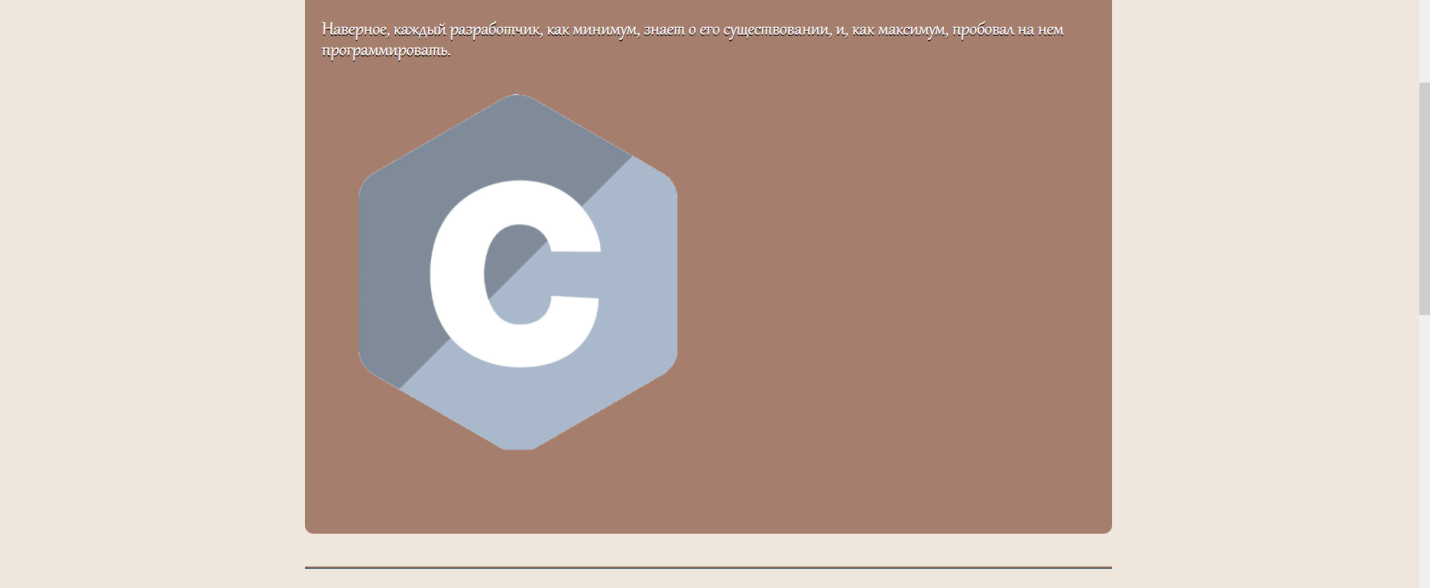 Наверное, каждый разработчик, как минимум, знает о его существовании, и, как максимум, пробовал на нем
программировать.
C